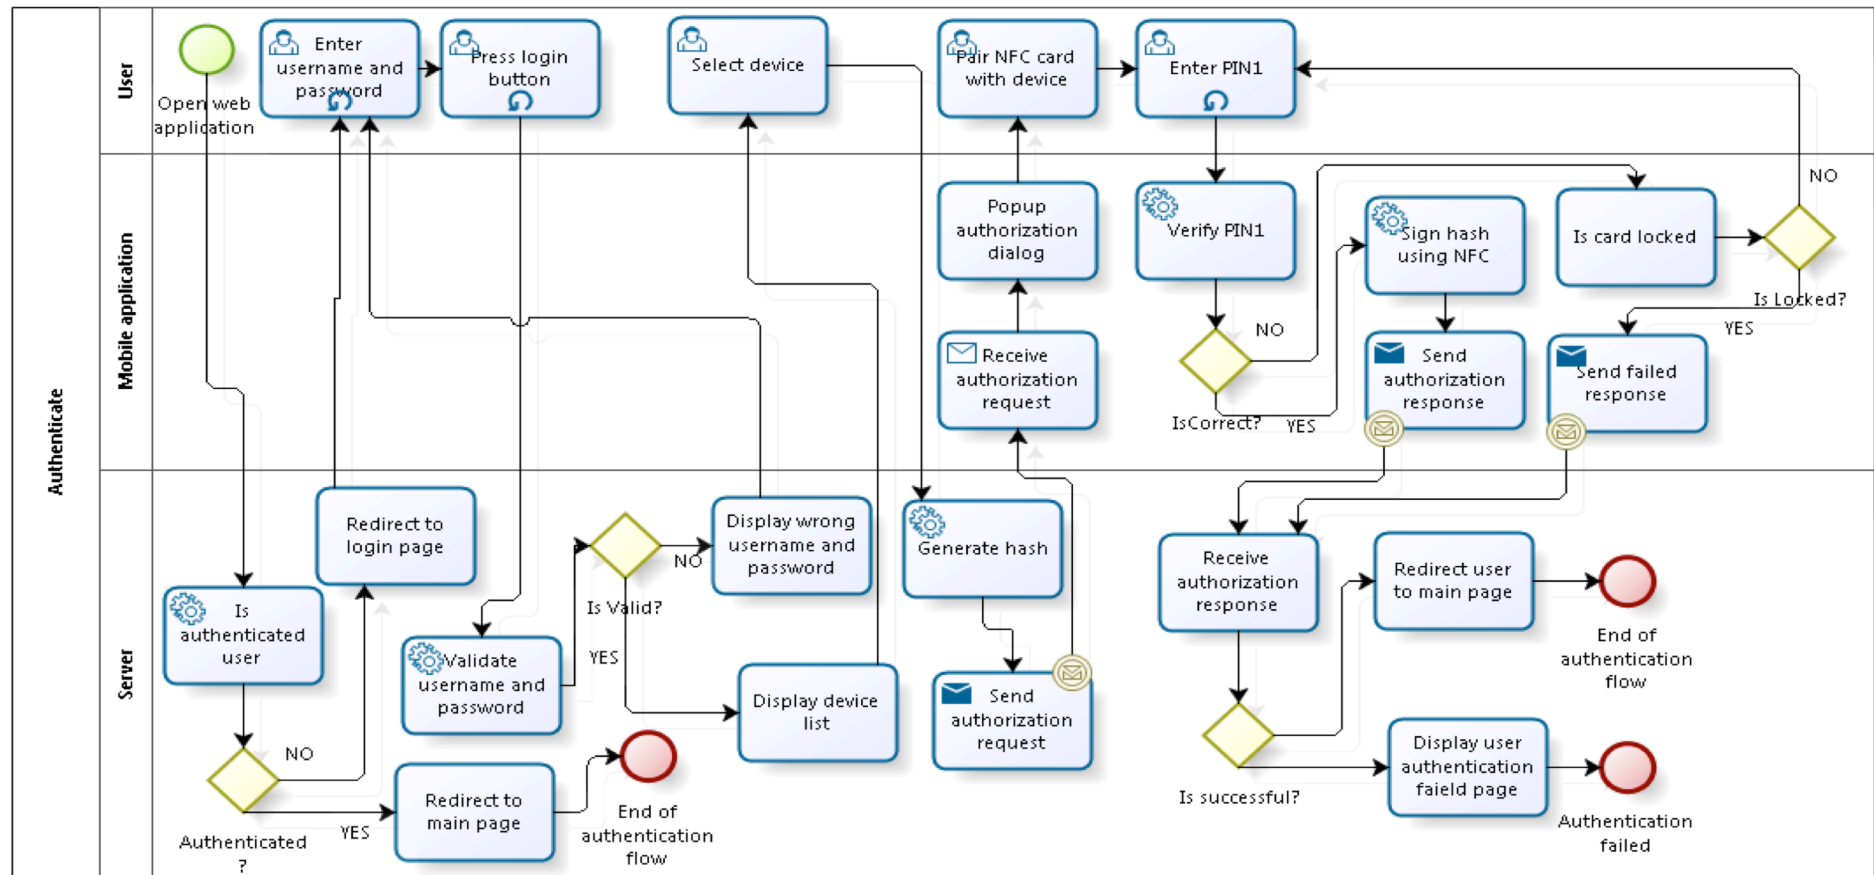 Authenticate
User
Open web
application
Enter
username and
password
Press login
button
Select device
Pair NFC card
with device
Enter PIN1
Mobile application
Popup
authorization
dialog
Receive
authorization
request
Verify PIN1
NO
IsCorrect?
YES
Sign hash
using NFC
Send
authorization
response
Is card locked
NO
Is Locked?
YES
Send failed
response
Server
Is
authenticated
user
NO
Authenticated
?
YES
Redirect to
login page
Redirect to
main page
End of
authentication
flow
Validate
username and
password
Is Valid?
NO
YES
Display wrong
username and
password
Display device
list
Generate hash
Send
authorization
request
Receive
authorization
response
Is successful?
Redirect user
to main page
End of
authentication
flow
Display user
authentication
faield page
Authentication
failed